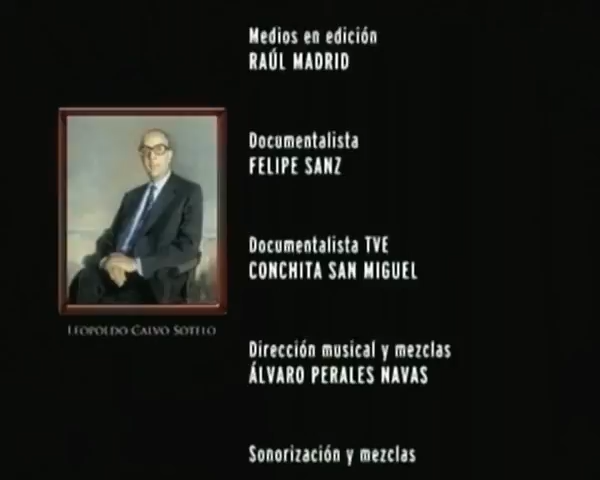 Medios en edición
RAÚL MADRID
Documentalista
FELIPE SANZ
LEOPOLDO CALVO SOTELO
Documentalista TVE
CONCHITA SAN MIGUEL
Dirección musical y mezclas
ÁLVARO PERALES NAVAS
Sonorización y mezclas